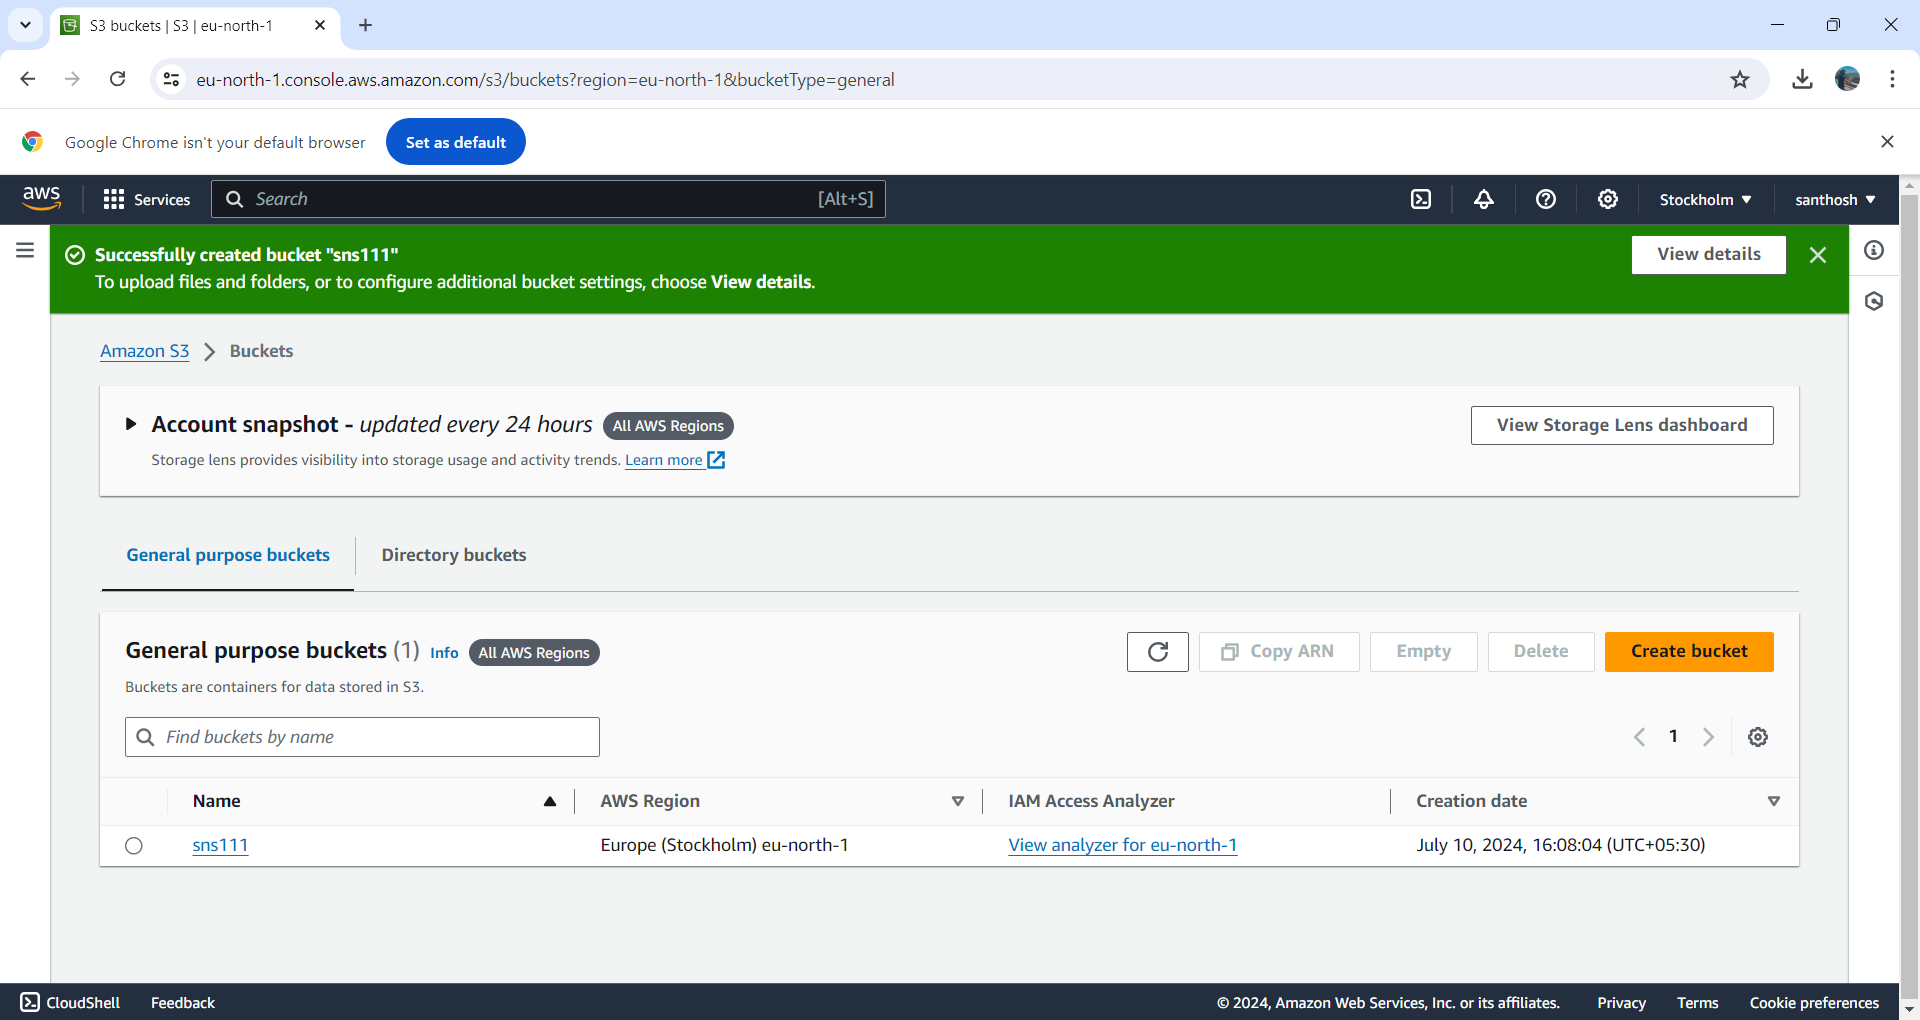 S3 buckets | S3 | eu-north-1
eu-north-1.console.aws.amazon.com/s3/buckets?region=eu-north-1&bucketType=general
Google Chrome isn't your default browser Set as default
aws Services Search [Alt+S] Stockholm santhosh
Successfully created bucket "sns111" View details
To upload files and folders, or to configure additional bucket settings, choose View details.
Amazon S3 Buckets
Account snapshot - updated every 24 hours All AWS Regions View Storage Lens dashboard
Storage lens provides visibility into storage usage and activity trends. Learn more
General purpose buckets Directory buckets
General purpose buckets (1) Info All AWS Regions Copy ARN Empty Delete Create bucket
Buckets are containers for data stored in S3.
Find buckets by name 1
Name AWS Region IAM Access Analyzer Creation date
sns111 Europe (Stockholm) eu-north-1 View analyzer for eu-north-1 July 10, 2024, 16:08:04 (UTC+05:30)
CloudShell Feedback © 2024, Amazon Web Services, Inc. or its affiliates. Privacy Terms Cookie preferences